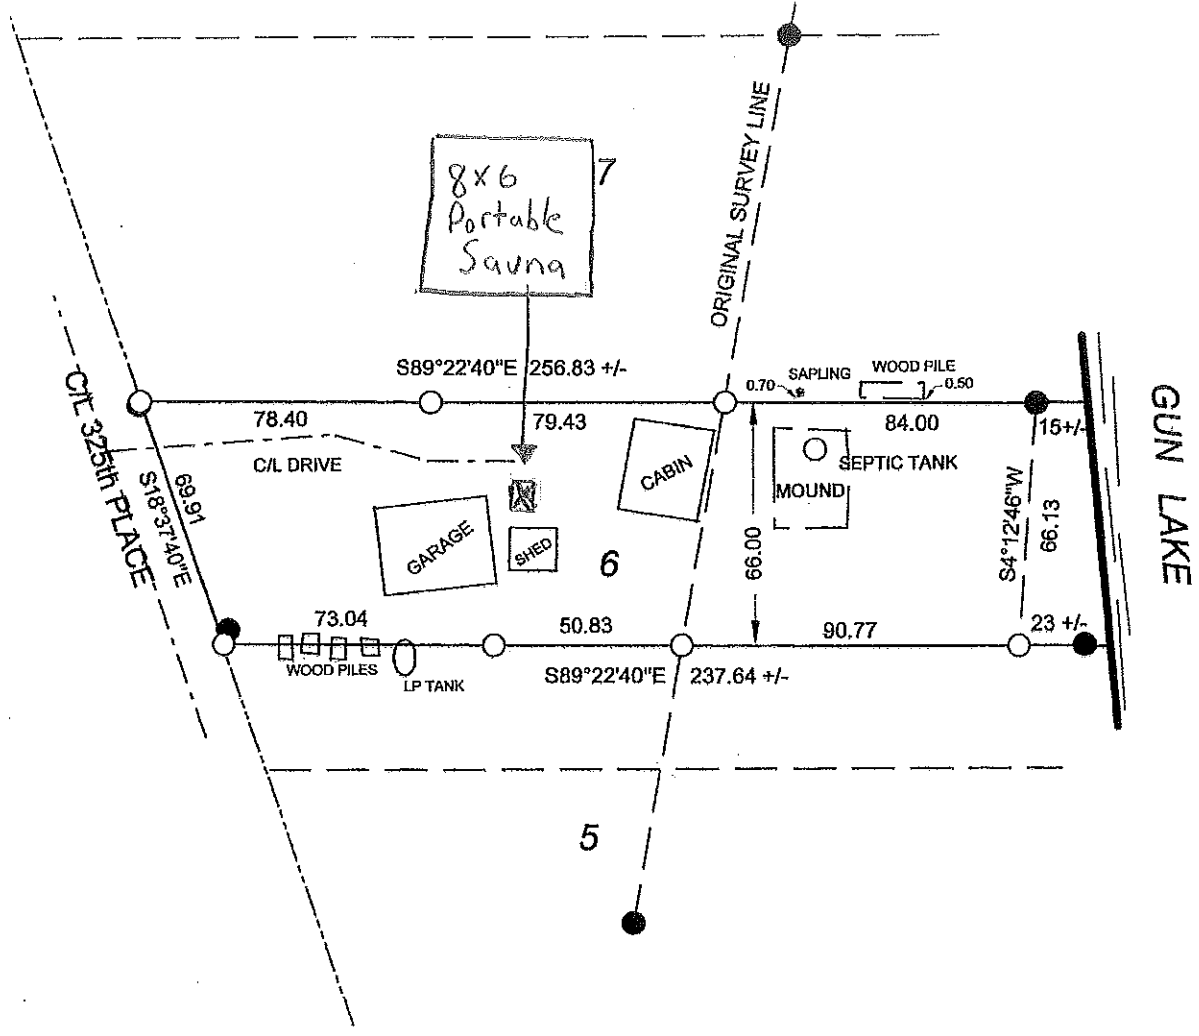 ORIGINAL SURVEY LINE
7
8x6
Portable
Sauna
S89°22'40"E 256.83 +/-
SAPLING
WOOD PILE
0.70
0.50
78.40
79.43
84.00
15+/-
GUN LAKE
C/L 325th PLACE
69.91
S18°37'40"E
C/L DRIVE
CABIN
SEPTIC TANK
MOUND
GARAGE
SHED
6
66.00
S4°12'46"W
66.13
73.04
50.83
90.77
23 +/-
WOOD PILES
LP TANK
S89°22'40"E 237.64 +/-
5